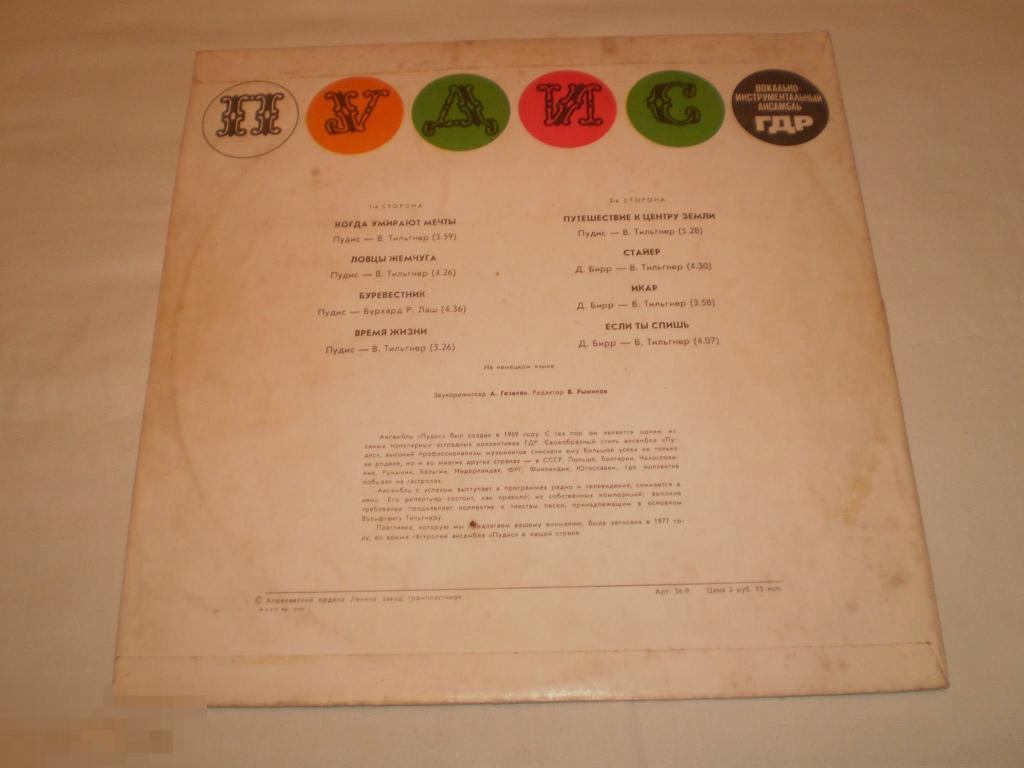 ПУДИС
ВОКАЛЬНО-
ИНСТРУМЕНТАЛЬНЫЙ
АНСАМБЛЬ
ГДР
1-я СТОРОНА
КОГДА УМИРАЮТ МЕЧТЫ
Пудис — В. Тильгнер (3.59)
ЛОВЦЫ ЖЕМЧУГА
Пудис — В. Тильгнер (4.26)
БУРЕВЕСТНИК
Пудис — Бурхард Р. Лаш (4.36)
ВРЕМЯ ЖИЗНИ
Пудис — В. Тильгнер (3.26)
2-я СТОРОНА
ПУТЕШЕСТВИЕ К ЦЕНТРУ ЗЕМЛИ
Пудис — В. Тильгнер (5.28)
СТАЙЕР
Д. Бирр — В. Тильгнер (4.30)
ИКАР
Д. Бирр — В. Тильгнер (3.58)
ЕСЛИ ТЫ СПИШЬ
Д. Бирр — В. Тильгнер (4.07)
На немецком языке
Звукорежиссер А. Редактор В. Рыжиков
Ансамбль «Пудис» был создан в 1969 году. С тех пор он является одним из
самых популярных эстрадных коллективов ГДР. Своеобразный стиль ансамбля «Пу-
дис», высокий профессионализм музыкантов снискали ему большой успех не только
на родине, но и во многих других странах — в СССР, Польше, Болгарии, Чехослова-
кии, Румынии, Бельгии, Нидерландах, ФРГ, Финляндии, Югославии, где коллектив
побывал на гастролях.
Ансамбль с успехом выступает в программах радио и телевидения, снимается в
кино. Его репертуар состоит, как правило, из собственных композиций; высокие
требования предъявляет коллектив к текстам песен, принадлежащим в основном
Вольфгангу Тильгнеру.
Пластинка, которую мы предлагаем вашему вниманию, была записана в 1977 го-
ду, во время гастролей ансамбля «Пудис» в нашей стране.
© Апрелевский ордена Ленина завод грампластинок
Арт. 36-9. Цена 2 руб. 15 коп.